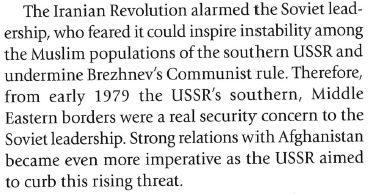 The Iranian Revolution alarmed the Soviet lead-
ership, who feared it could inspire instability among
the Muslim populations of the southern USSR and
undermine Brezhnev's Communist rule. Therefore,
from early 1979 the USSR's southern, Middle
Eastern borders were a real security concern to the
Soviet leadership. Strong relations with Afghanistan
became even more imperative as the USSR aimed
to curb this rising threat.